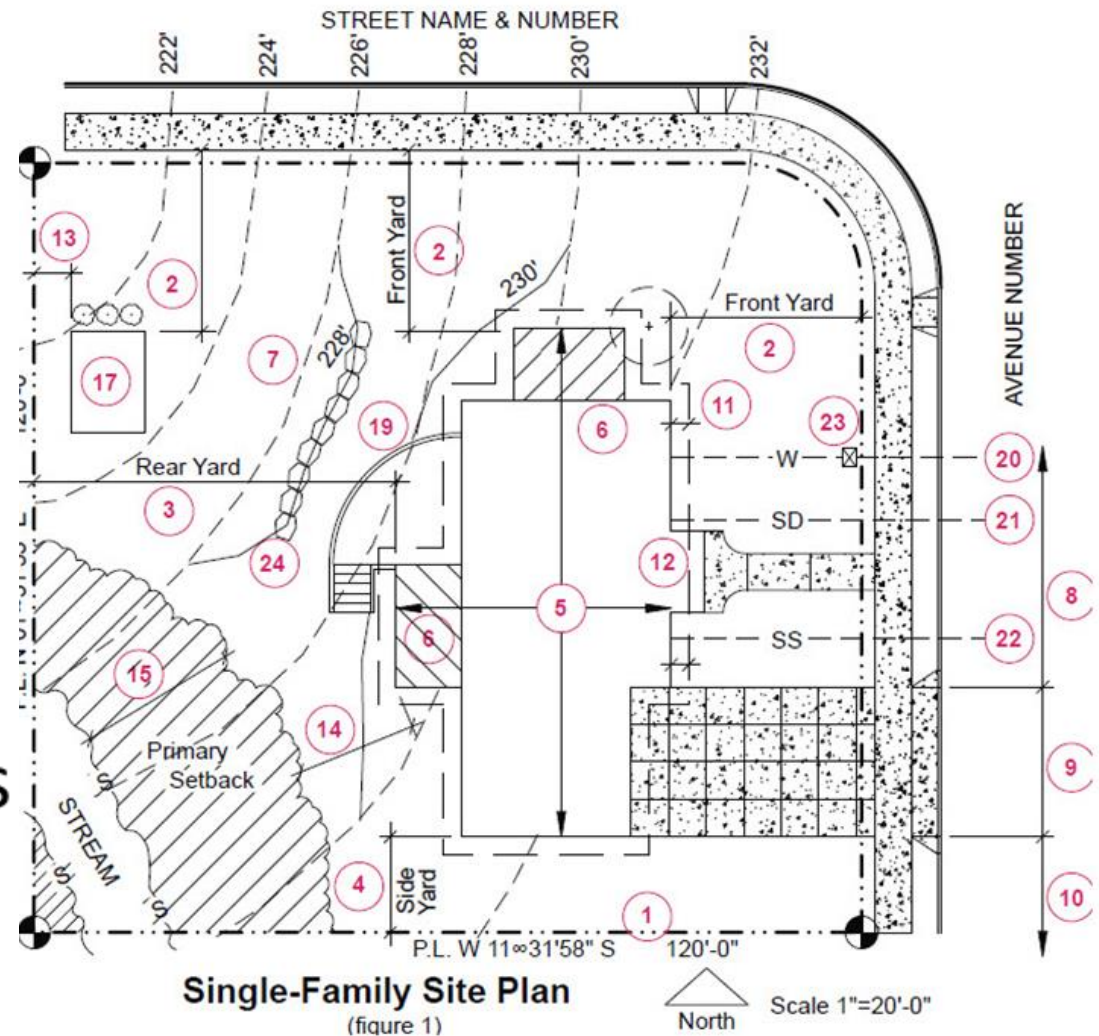 STREET NAME & NUMBER
222'
224'
226'
228'
230'
232'
13
2
Front Yard
2
230'
Front Yard
2
AVENUE NUMBER
7
228'
17
19
6
11
23
W
20
Rear Yard
3
SD
21
24
12
5
8
6
SS
22
15
14
Primary
Setback
9
S
S
STREAM
S
S
4
Side
Yard
1
10
P.L. W 11∞31'58" S 120'-0"
Single-Family Site Plan
(figure 1)
North
Scale 1"=20'-0"